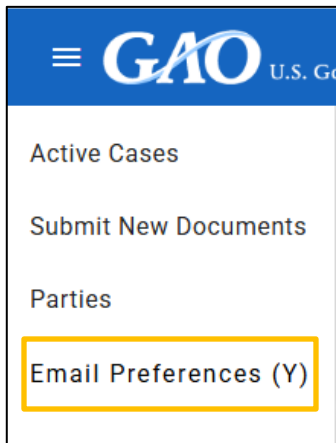 GAO U.S. Go
Active Cases
Submit New Documents
Parties
Email Preferences (Y)